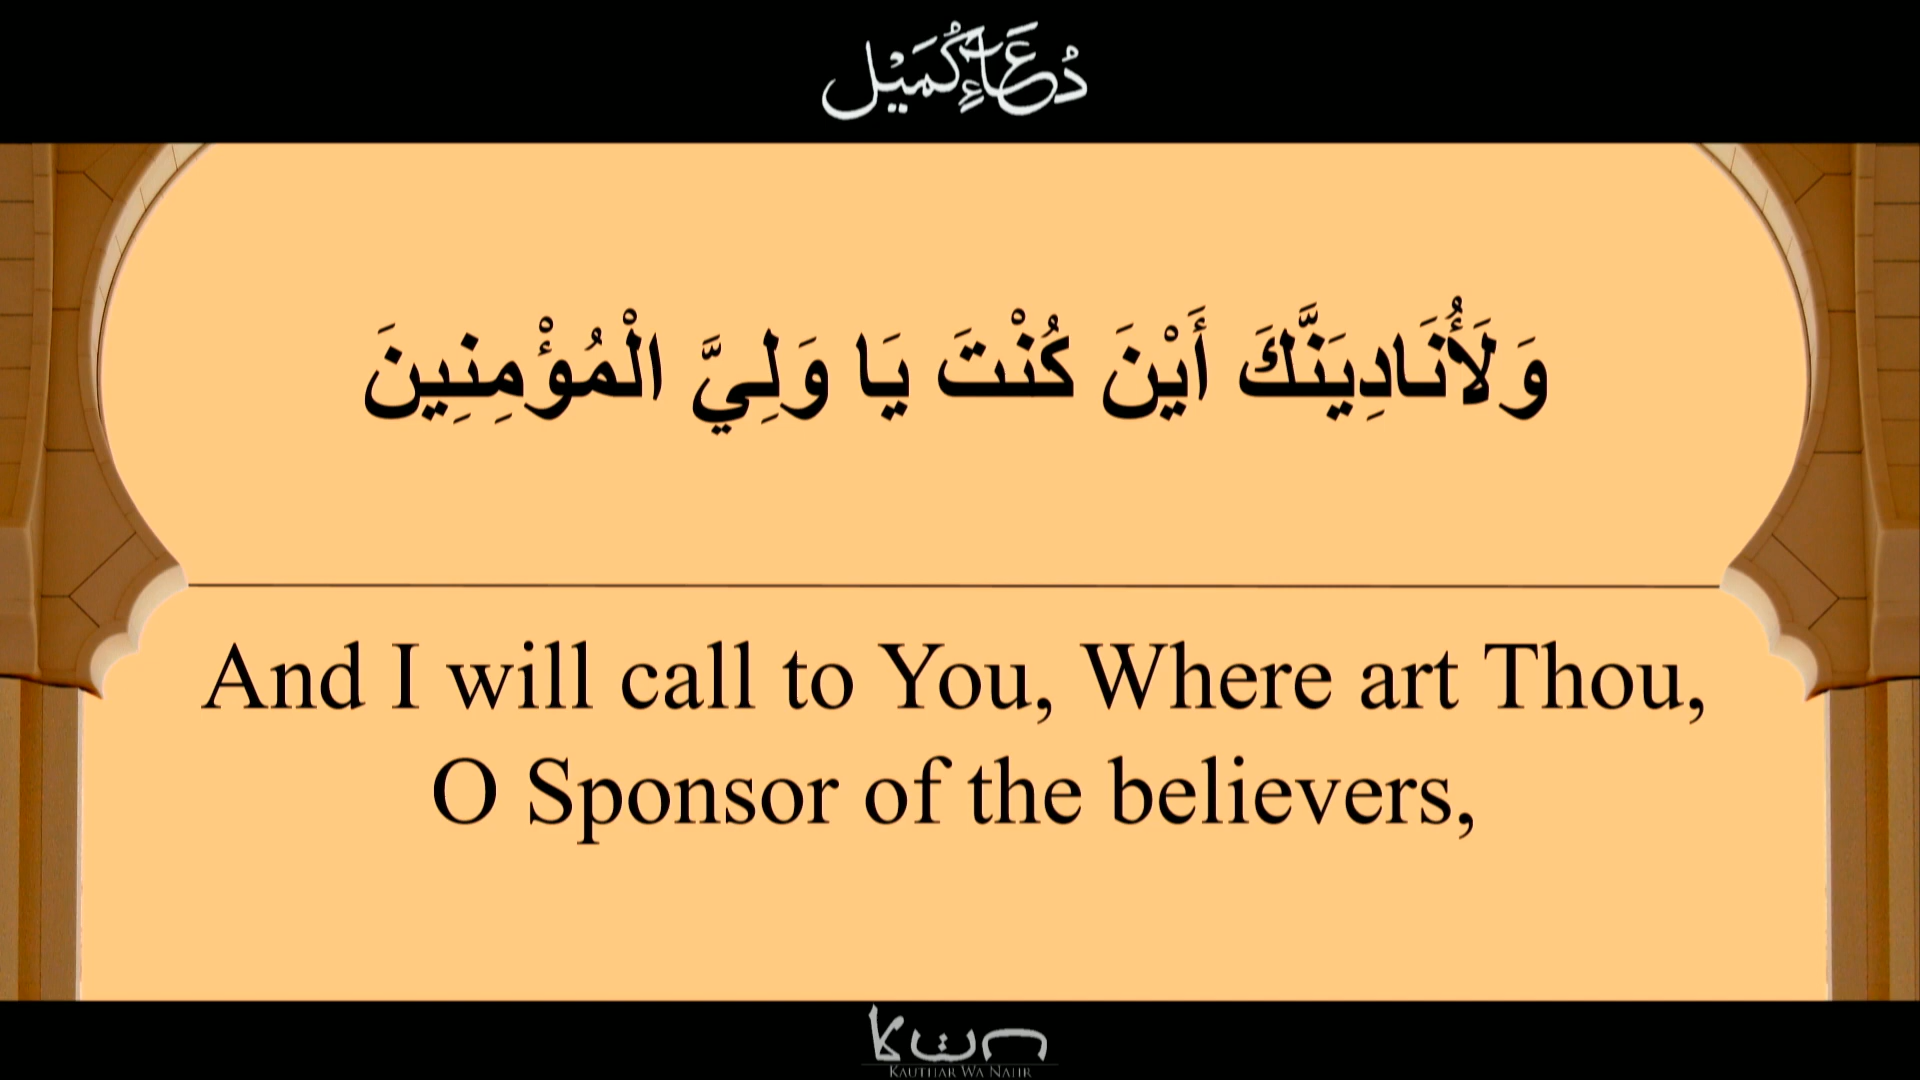 دُعَاءِ كُمَيْل
وَلَأُنَادِيَنَّكَ أَيْنَ كُنْتَ يَا وَلِيَّ الْمُؤْمِنِينَ
And I will call to You, Where art Thou,
O Sponsor of the believers,
KWN
KAUTHAR WA NAHR